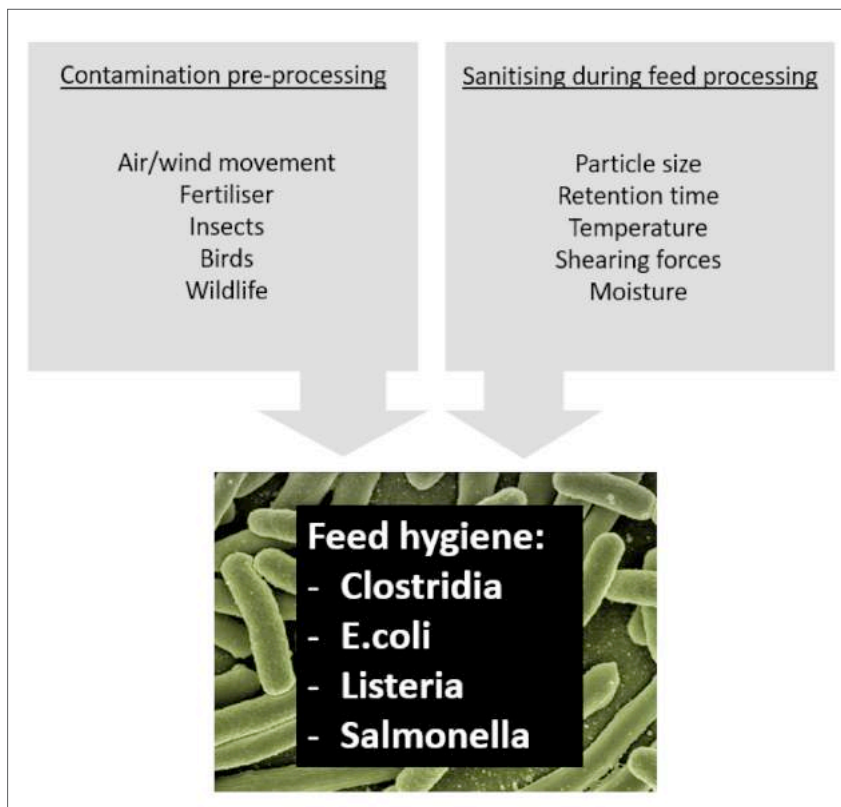 Contamination pre-processing
Air/wind movement
Fertiliser
Insects
Birds
Wildlife
Sanitising during feed processing
Particle size
Retention time
Temperature
Shearing forces
Moisture
Feed hygiene:
- Clostridia
- E.coli
- Listeria
- Salmonella